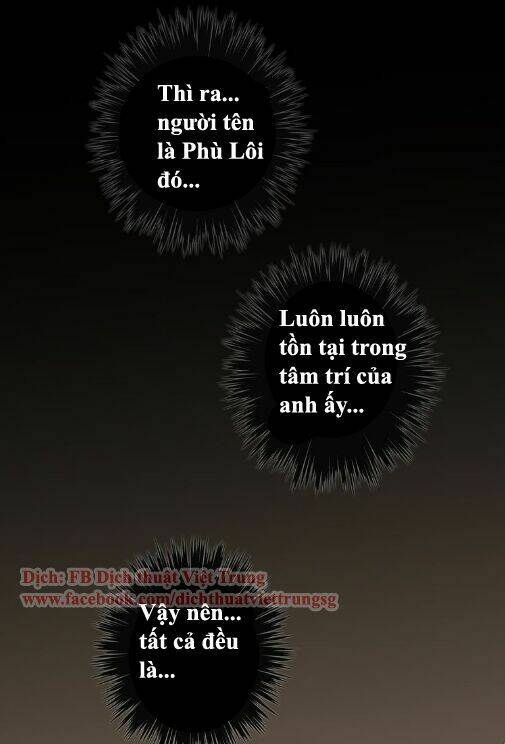 Thì ra...
người tên
là Phù Lôi
đó...
Luôn luôn
tồn tại trong
tâm trí của
anh ấy...
Dịch: FB Dịch thuật Việt Trung
www.facebook.com/dichthuatviettrungsg
Vậy nên...
tất cả đều
là...